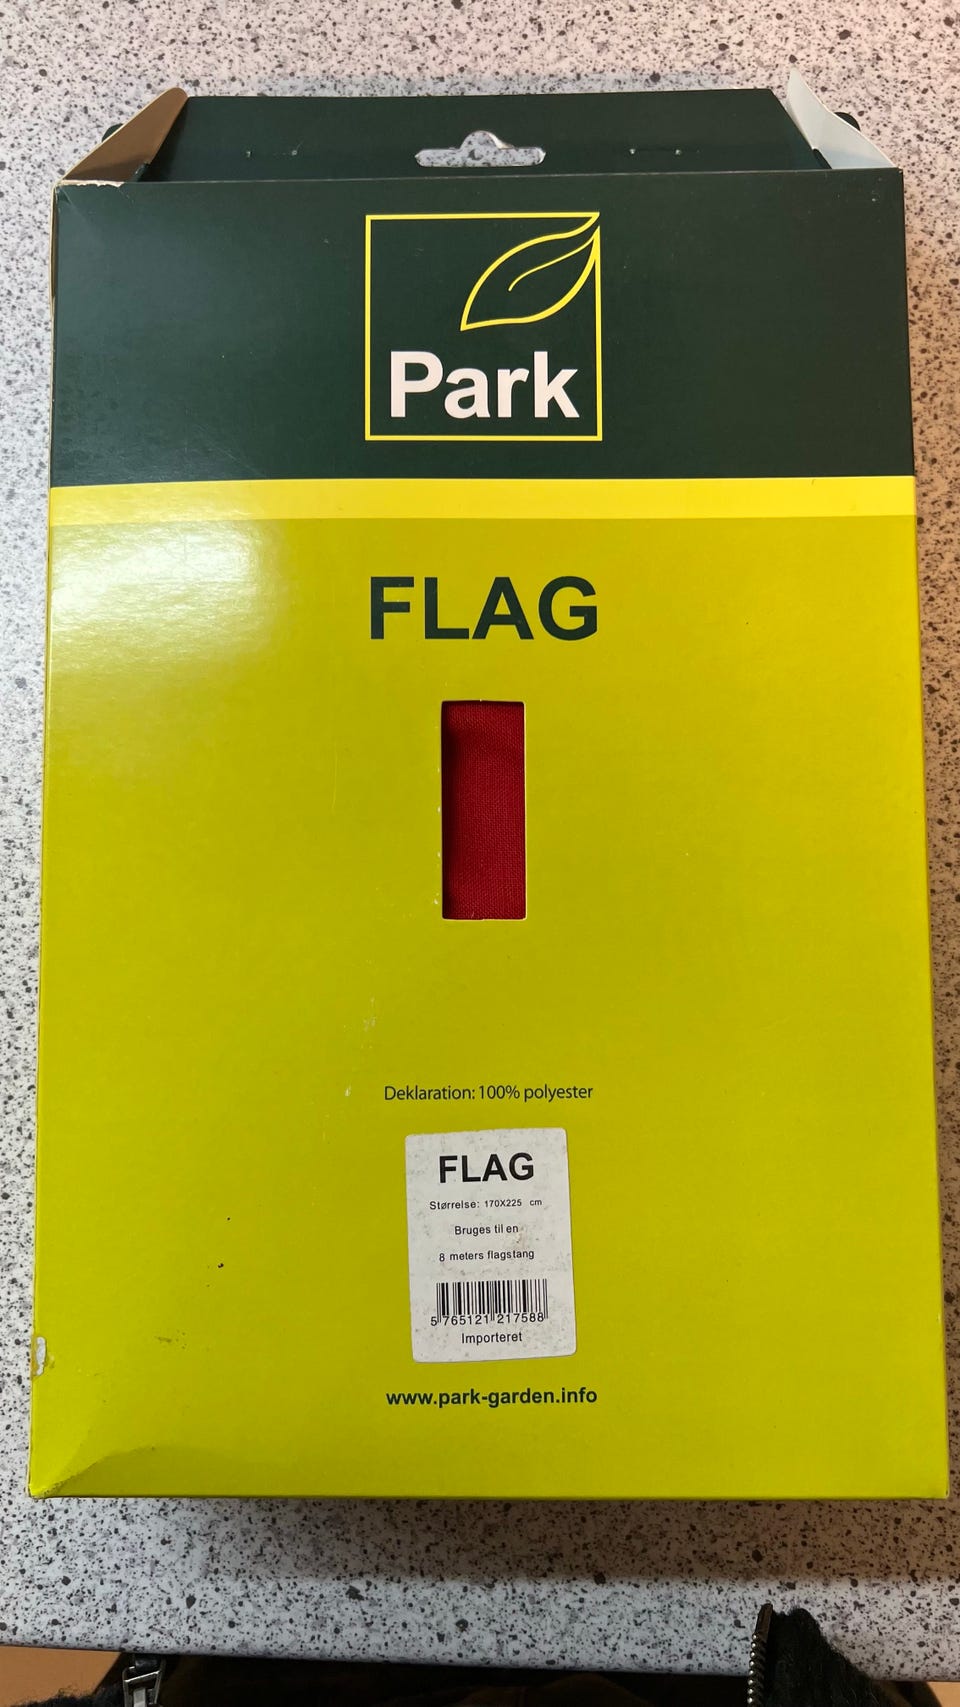 Park
FLAG
Deklaration: 100% polyester
FLAG
Størrelse: 170X225 cm
Bruges til en
8 meters flagstang
5 765121 217588
Importeret
www.park-garden.info